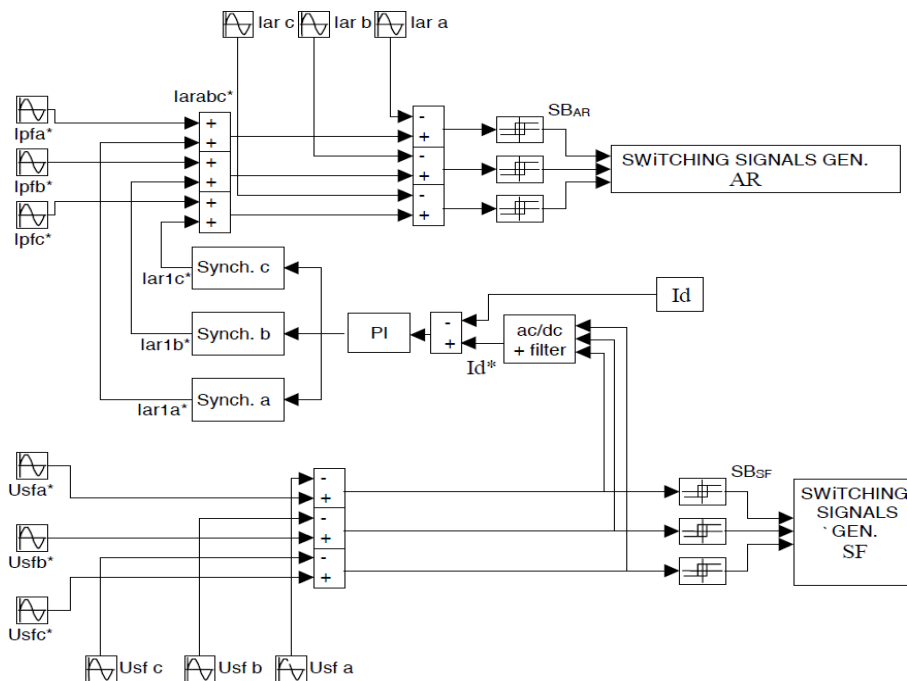 Iar c
Iar b
Iar a
Iarabc*
Ipfa*
Ipfb*
Ipfc*
+
+
+
+
+
+
-
+
-
+
-
+
SBAR
SWiTCHING SIGNALS GEN.
AR
Iar1c*
Synch. c
Iar1b*
Synch. b
Iar1a*
Synch. a
PI
-
+
Id*
ac/dc
+ filter
Id
Usfa*
Usfb*
Usfc*
-
+
-
+
-
+
SBSF
SWiTCHING
SIGNALS
` GEN.
SF
Usf c
Usf b
Usf a